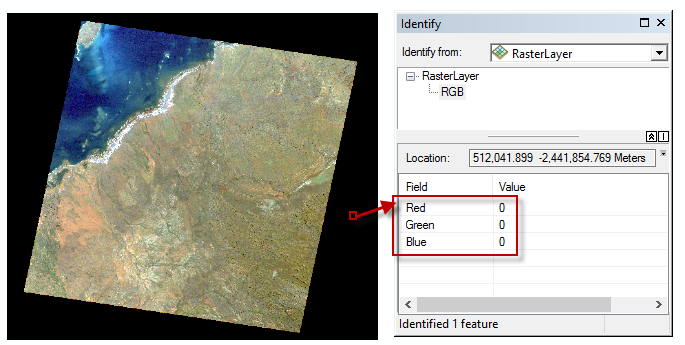 Identify
Identify from: RasterLayer
RasterLayer
RGB
Location: 512,041.899 -2,441,854.769 Meters
Field Value
Red 0
Green 0
Blue 0
Identified 1 feature